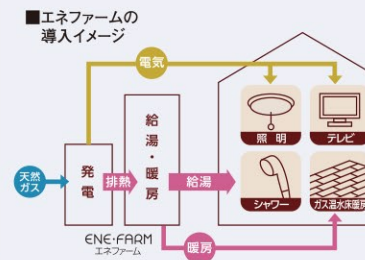 ■エネファームの
導入イメージ
電気
照明
テレビ
給湯・暖房
発電
天然
ガス
排熱
給湯
シャワー
ガス温水床暖房
ENE・FARM
エネファーム
暖房